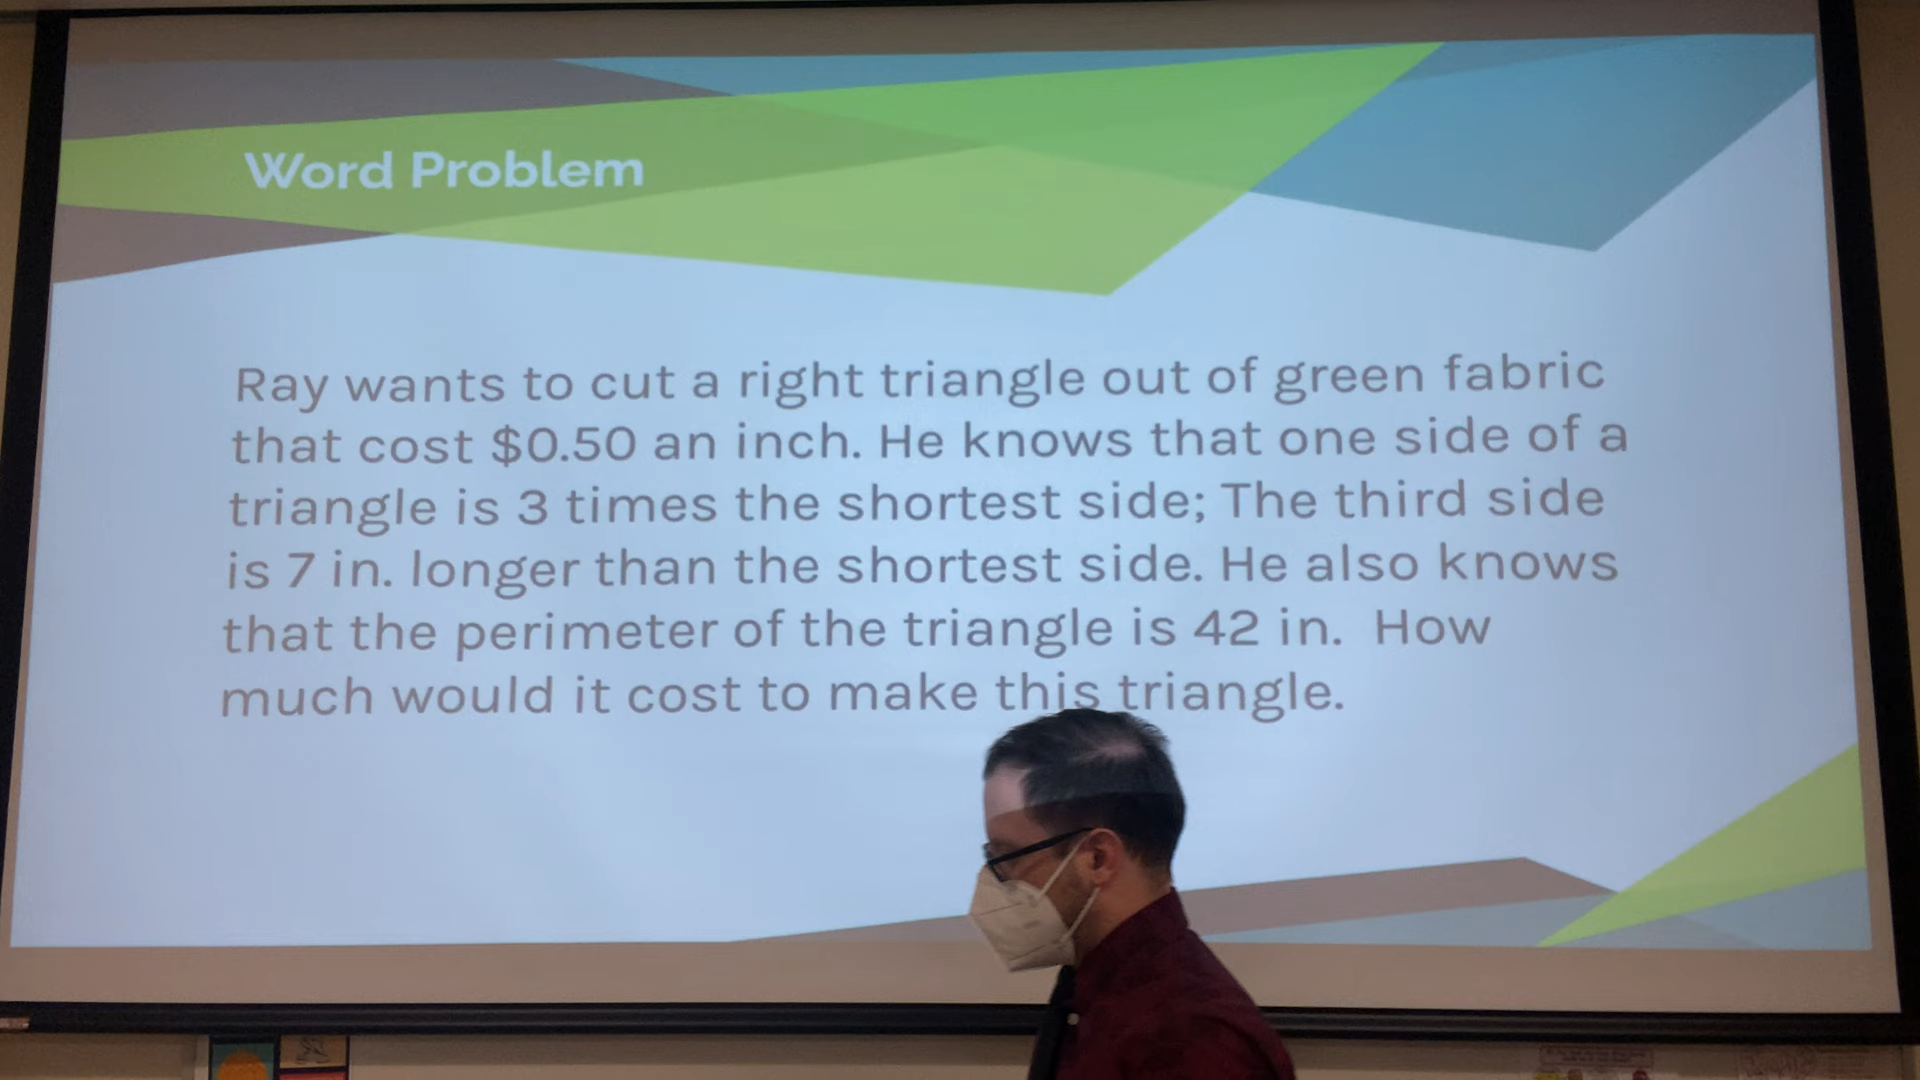 Word Problem
Ray wants to cut a right triangle out of green fabric
that cost $0.50 an inch. He knows that one side of a
triangle is 3 times the shortest side; The third side
is 7 in. longer than the shortest side. He also knows
that the perimeter of the triangle is 42 in. How
much would it cost to make this triangle.